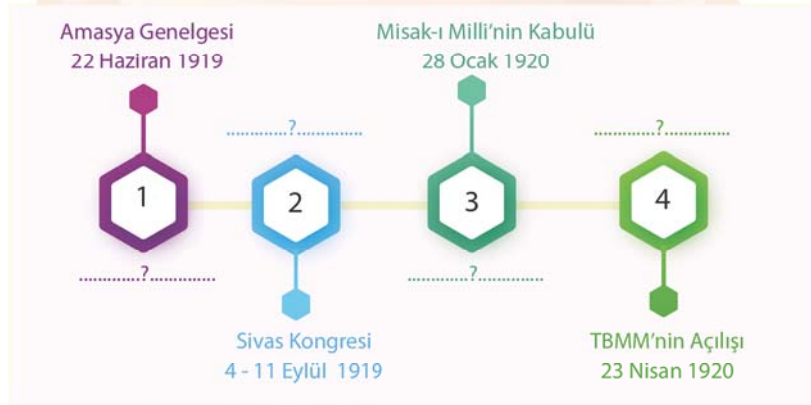 Amasya Genelgesi
22 Haziran 1919
Misak-ı Milli’nin Kabulü
28 Ocak 1920
.............?..............
.............?..............
1
2
3
4
.............?..............
.............?..............
Sivas Kongresi
4 - 11 Eylül 1919
TBMM’nin Açılışı
23 Nisan 1920